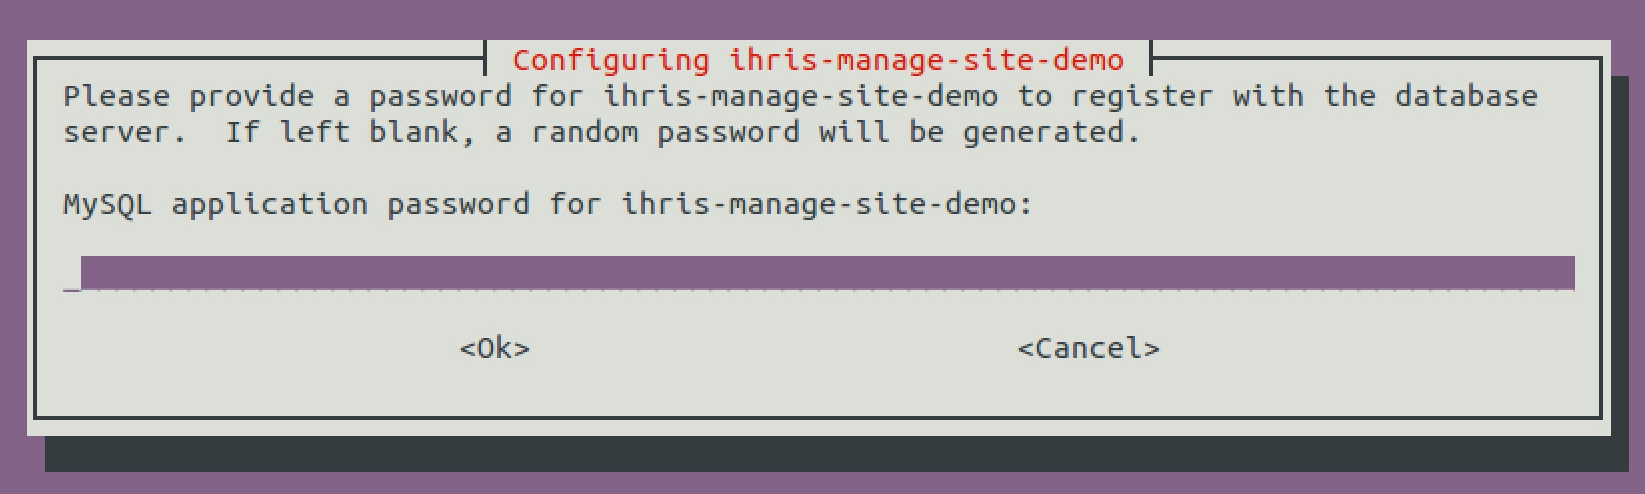 Configuring ihris-manage-site-demo
Please provide a password for ihris-manage-site-demo to register with the database
server.  If left blank, a random password will be generated.
MySQL application password for ihris-manage-site-demo:
<Ok> <Cancel>